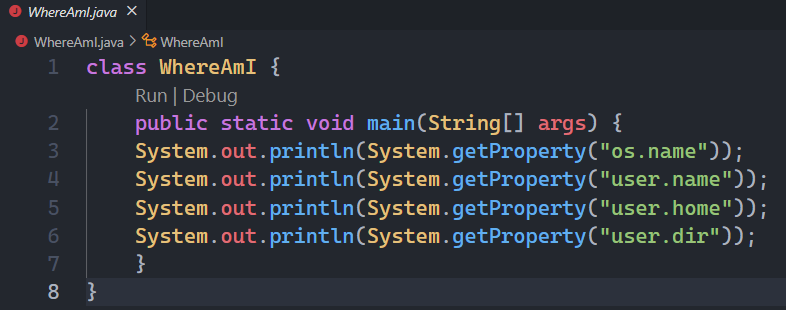 WhereAmI.java
WhereAmI.java > WhereAmI
1 class WhereAmI {
Run | Debug
2 public static void main(String[] args) {
3 System.out.println(System.getProperty("os.name"));
4 System.out.println(System.getProperty("user.name"));
5 System.out.println(System.getProperty("user.home"));
6 System.out.println(System.getProperty("user.dir"));
7 }
8 }